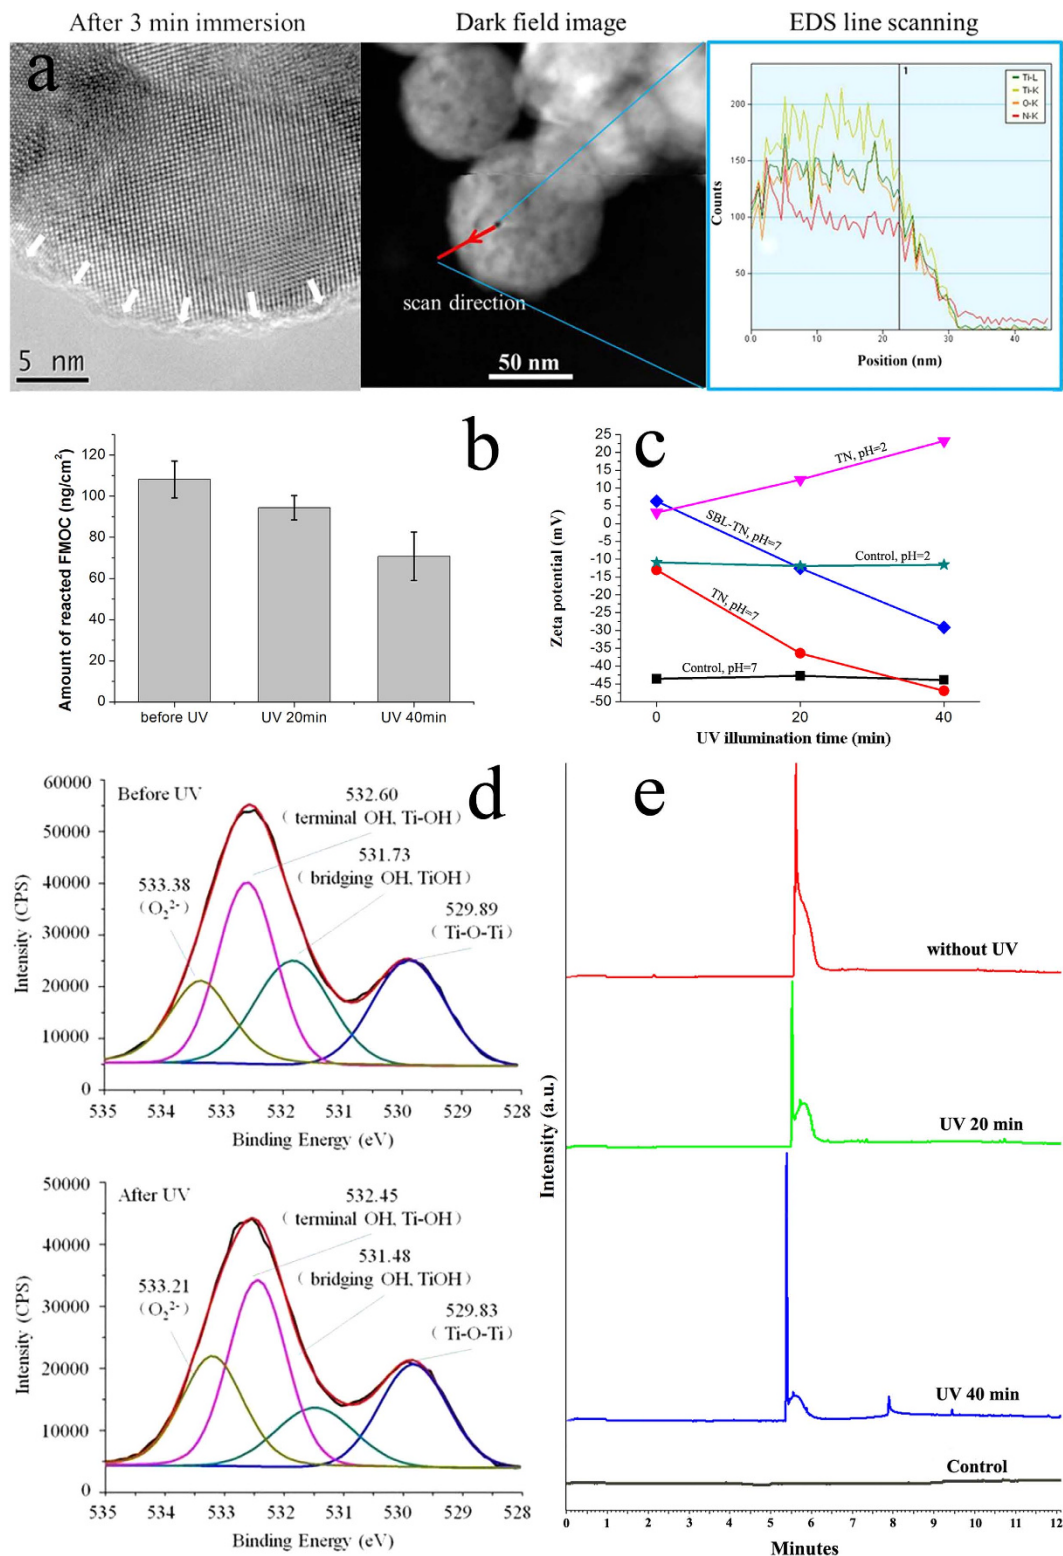 After 3 min immersion
Dark field image
EDS line scanning
a
5 nm
scan direction
50 nm
1
Ti-L
Ti-K
O-K
N-K
200
150
100
50
Counts
0.0
10
20
30
40
Position (nm)
b
Amount of reacted FMOC (ng/cm²)
120
100
80
60
40
20
0
before UV
UV 20min
UV 40min
c
Zeta potential (mV)
25
20
15
10
5
0
-5
-10
-15
-20
-25
-30
-35
-40
-45
-50
TN, pH=2
SBL-TN, pH=7
Control, pH=2
TN, pH=7
Control, pH=7
0
20
40
UV illumination time (min)
d
Before UV
Intensity (CPS)
60000
50000
40000
30000
20000
10000
0
532.60
(terminal OH, Ti-OH)
531.73
(bridging OH, TiOH)
533.38
(O₂²⁻)
529.89
(Ti-O-Ti)
535 534 533 532 531 530 529 528
Binding Energy (eV)
After UV
Intensity (CPS)
50000
40000
30000
20000
10000
0
532.45
(terminal OH, Ti-OH)
531.48
(bridging OH, TiOH)
533.21
(O₂²⁻)
529.83
(Ti-O-Ti)
535 534 533 532 531 530 529 528
Binding Energy (eV)
e
Intensity (a.u.)
without UV
UV 20 min
UV 40 min
Control
0 1 2 3 4 5 6 7 8 9 10 11 12
Minutes